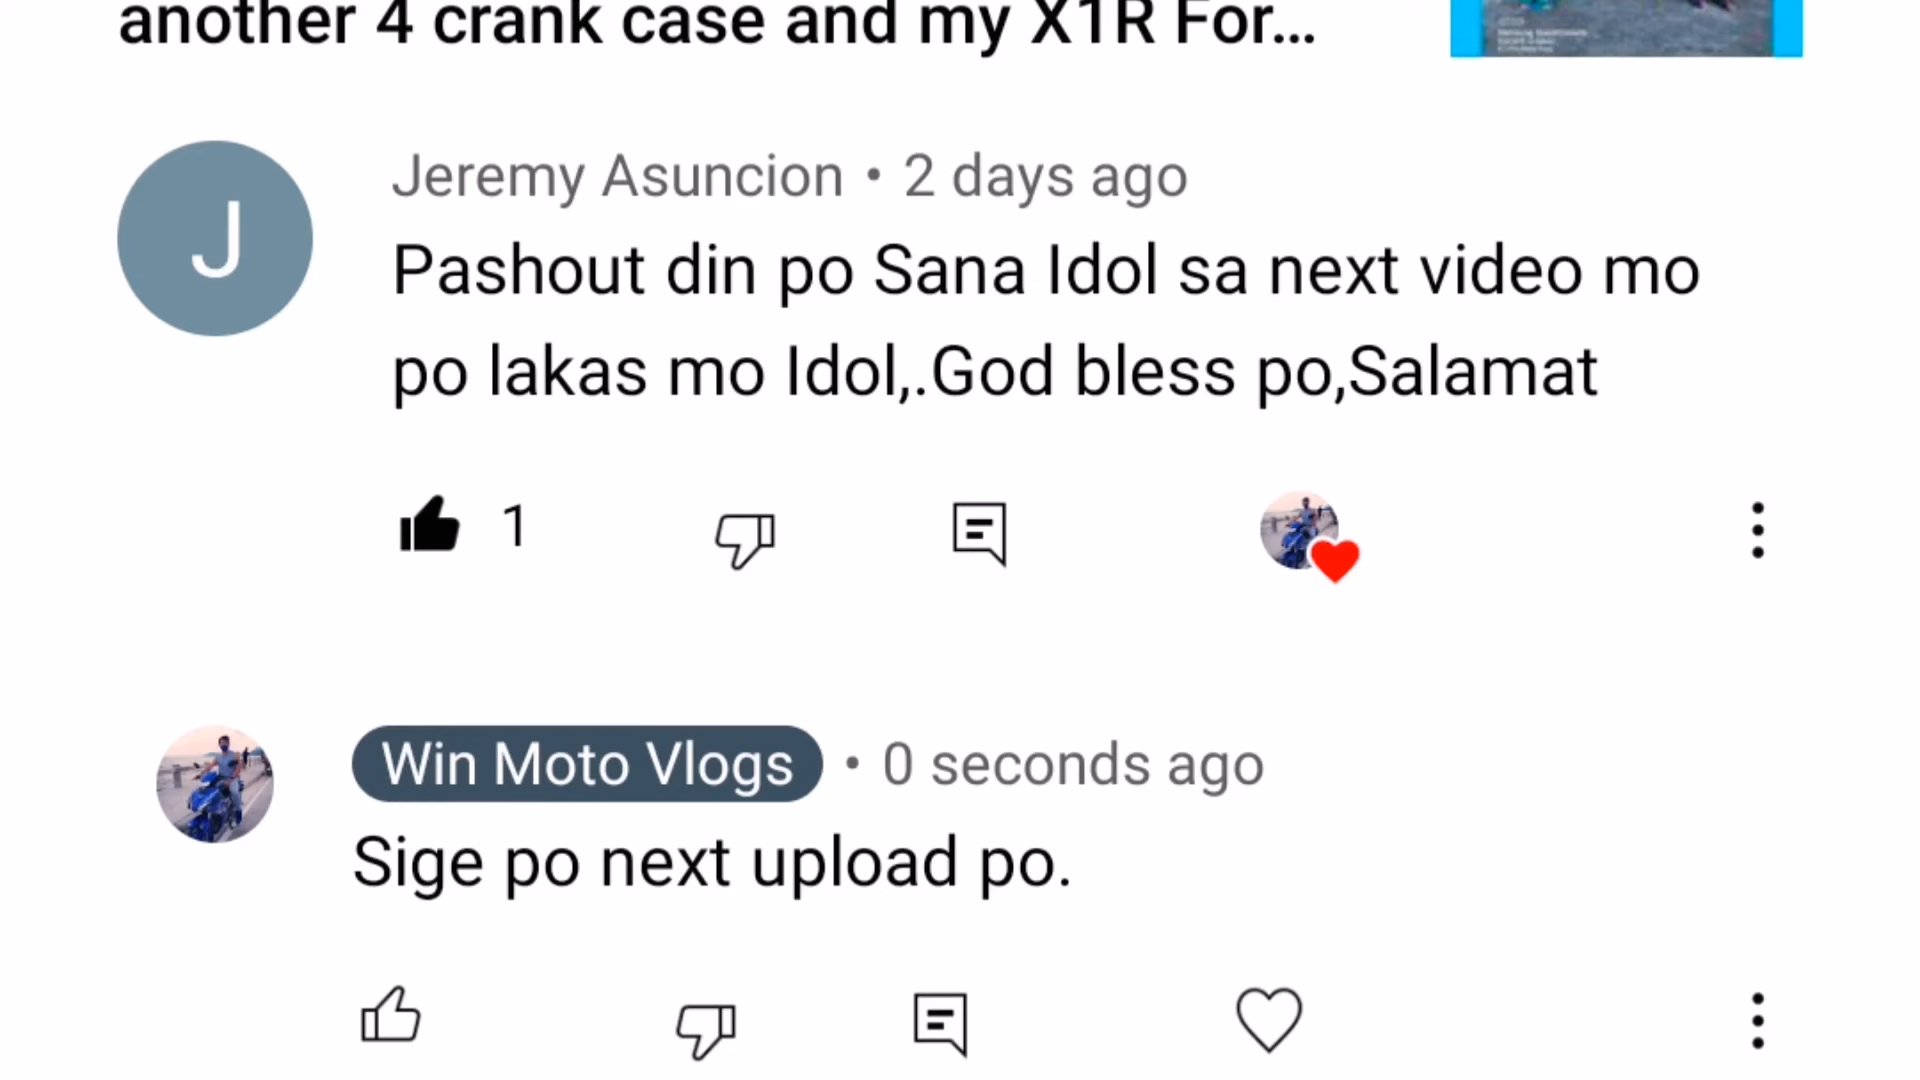 another 4 crank case and my X1R For...
J
Jeremy Asuncion • 2 days ago
Pashout din po Sana Idol sa next video mo
po lakas mo Idol,.God bless po,Salamat
1
Win Moto Vlogs • 0 seconds ago
Sige po next upload po.